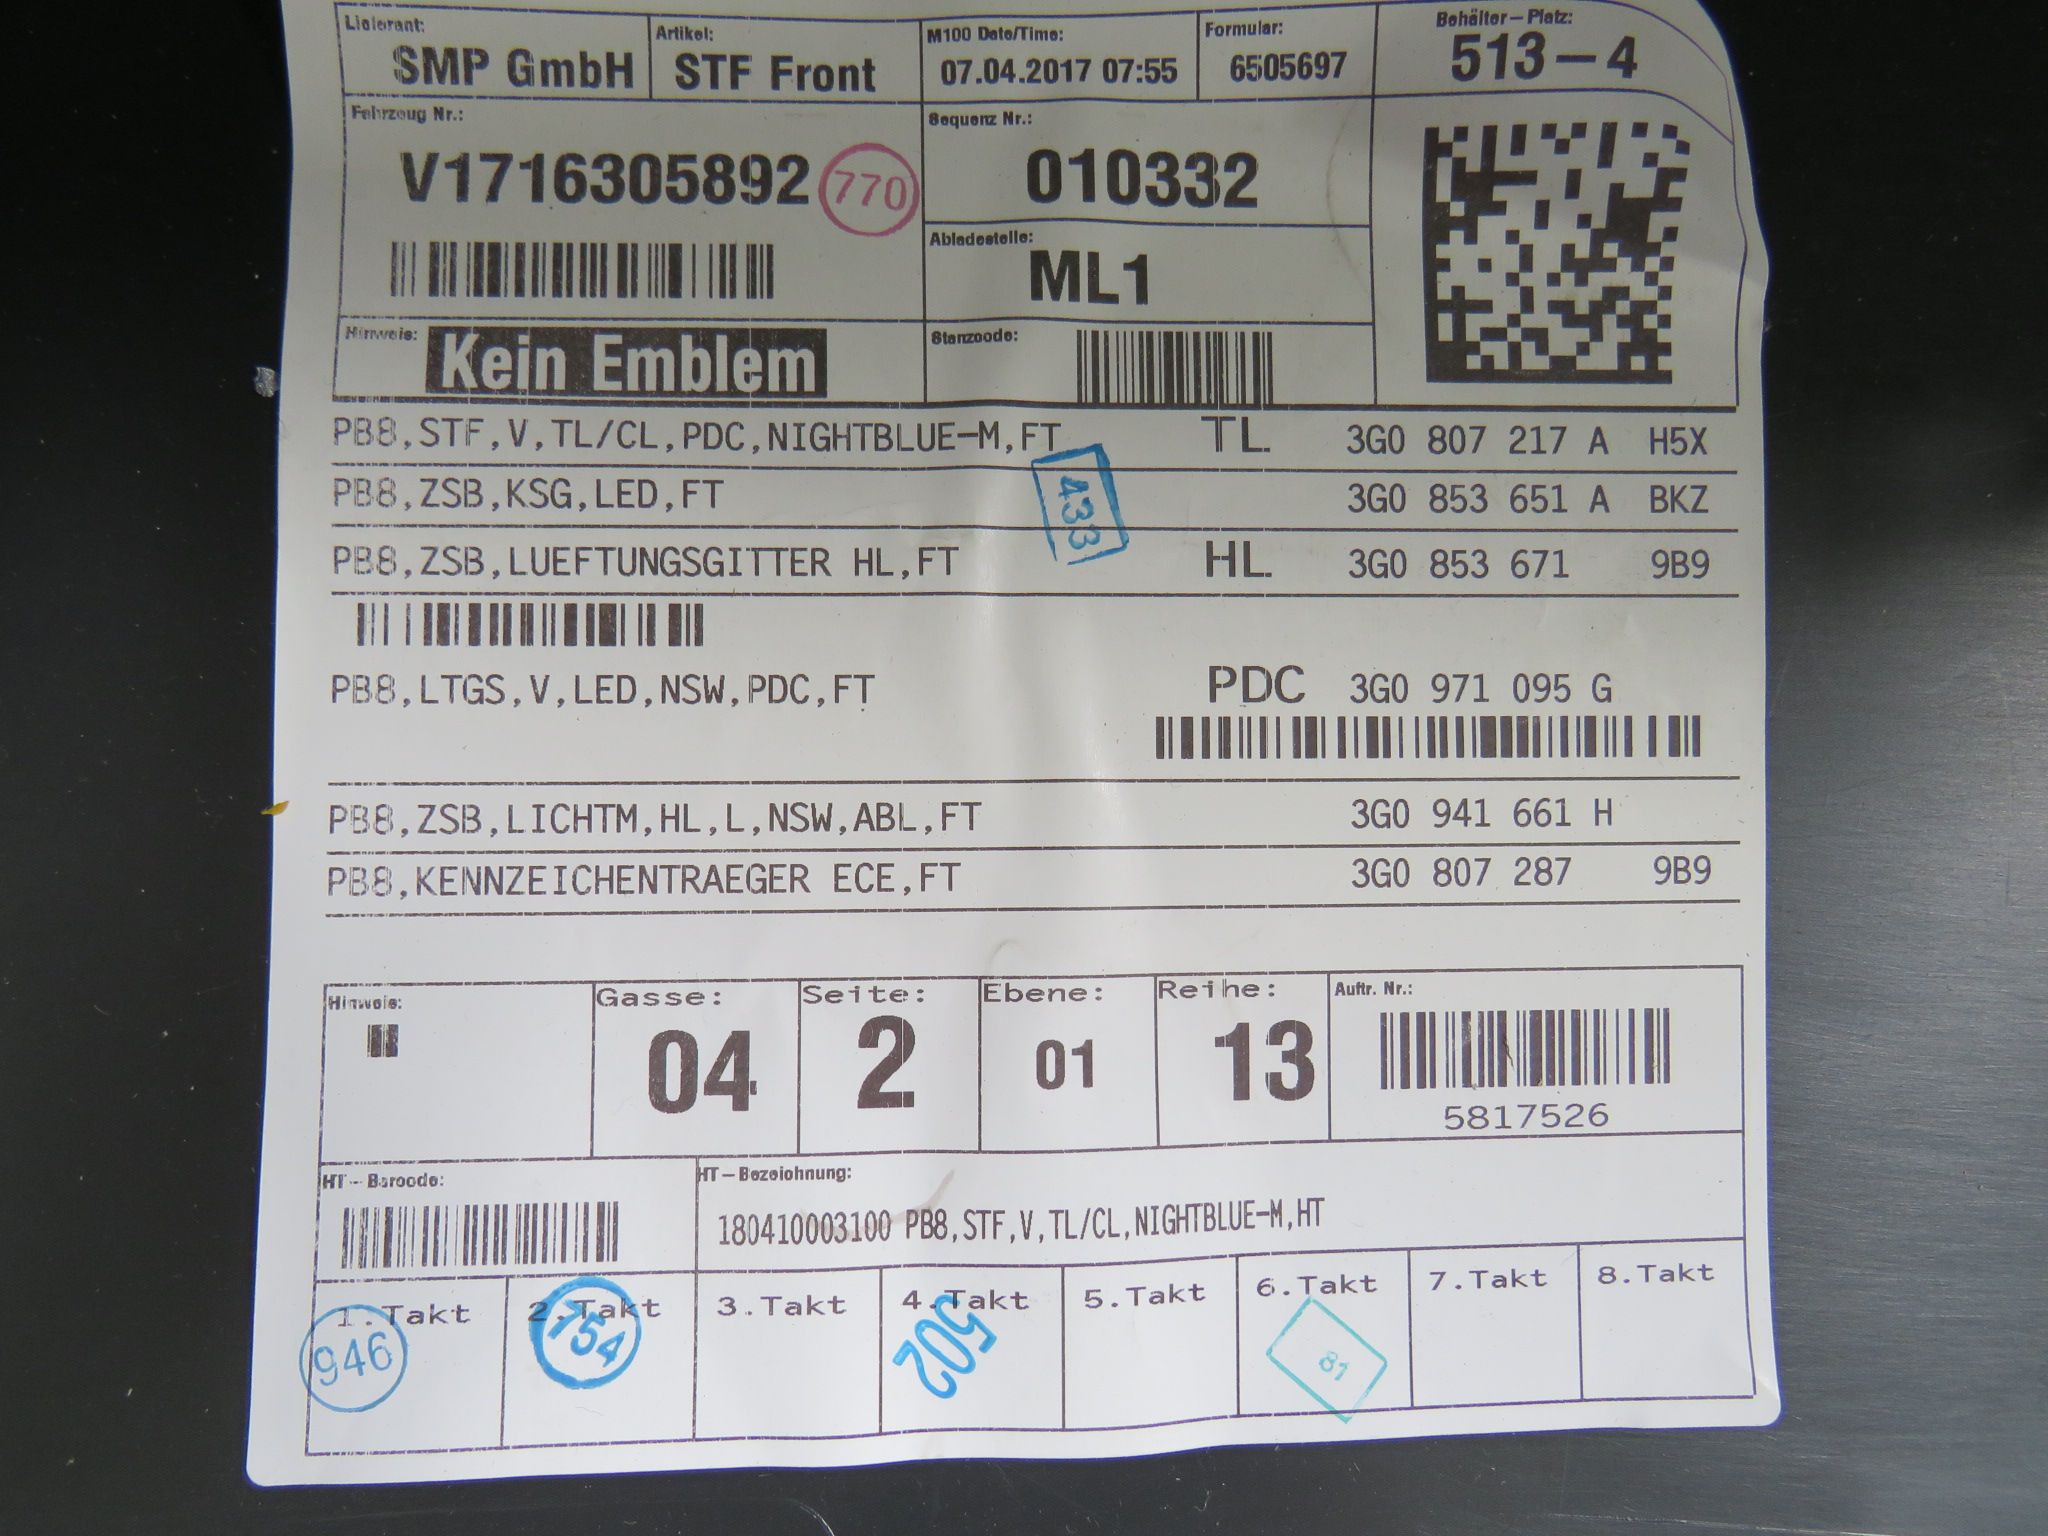 Lieferant:
SMP GmbH
Artikel:
STF Front
M100 Date/Time:
07.04.2017 07:55
Formular:
6505697
Behälter-Platz:
513-4
Fahrzeug Nr.:
V1716305892
770
Sequenz Nr.:
010332
Abladestelle:
ML1
Hinweis:
Kein Emblem
Stanzcode:
PB8,STF,V,TL/CL,PDC,NIGHTBLUE-M,FT TL. 3G0 807 217 A H5X
433
PB8,ZSB,KSG,LED,FT 3G0 853 651 A BKZ
PB8,ZSB,LUEFTUNGSGITTER HL,FT HL. 3G0 853 671 9B9
PB8,LTGS,V,LED,NSW,PDC,FT PDC 3G0 971 095 G
PB8,ZSB,LICHTM,HL,L,NSW,ABL,FT 3G0 941 661 H
PB8,KENNZEICHENTRAEGER ECE,FT 3G0 807 287 9B9
Hinweis:
Gasse:
04
Seite:
2
Ebene:
01
Reihe:
13
Auftr. Nr.:
5817526
HT-Barcode:
HT-Bezeichnung:
180410003100 PB8,STF,V,TL/CL,NIGHTBLUE-M,HT
1.Takt 2.Takt 3.Takt 4.Takt 5.Takt 6.Takt 7.Takt 8.Takt
946 754 502 81